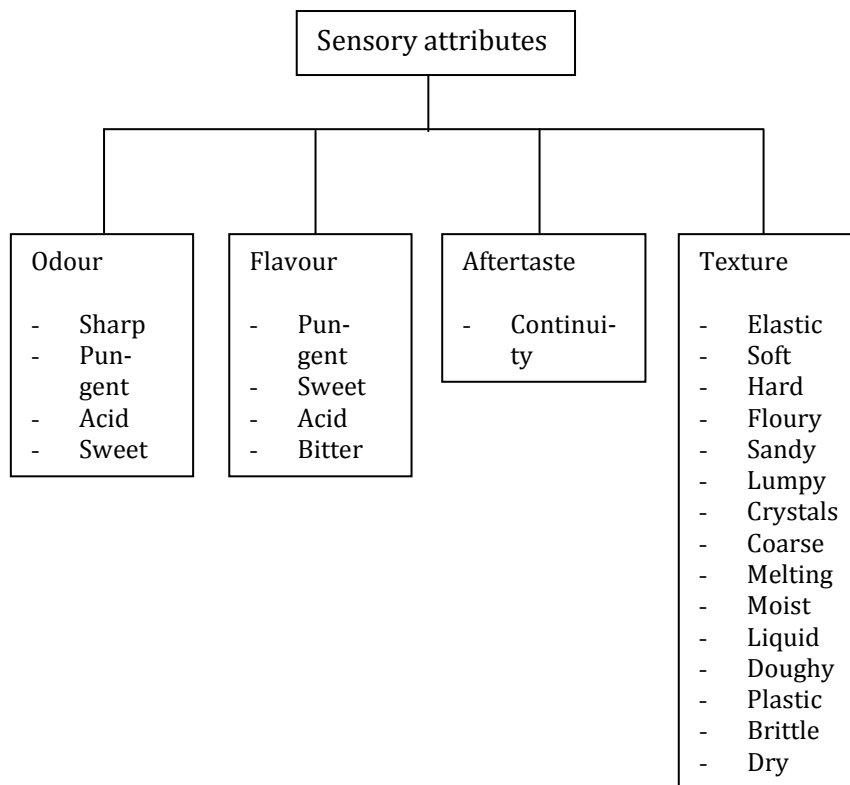 Sensory attributes
Odour
- Sharp
- Pun-
gent
- Acid
- Sweet
Flavour
- Pun-
gent
- Sweet
- Acid
- Bitter
Aftertaste
- Continui-
ty
Texture
- Elastic
- Soft
- Hard
- Floury
- Sandy
- Lumpy
- Crystals
- Coarse
- Melting
- Moist
- Liquid
- Doughy
- Plastic
- Brittle
- Dry